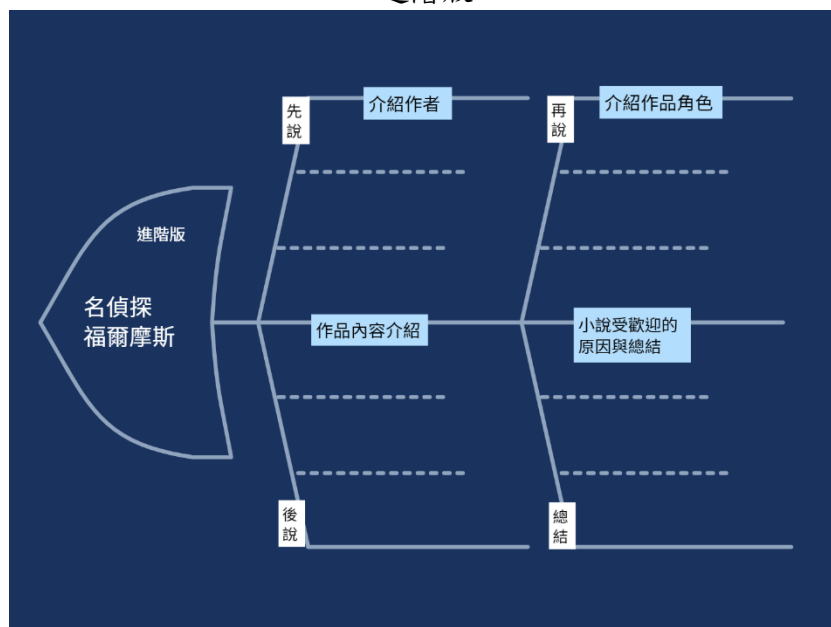 先
說
介紹作者
再
說
介紹作品角色
進階版
名偵探
福爾摩斯
作品內容介紹
小說受歡迎的
原因與總結
後
說
總
結